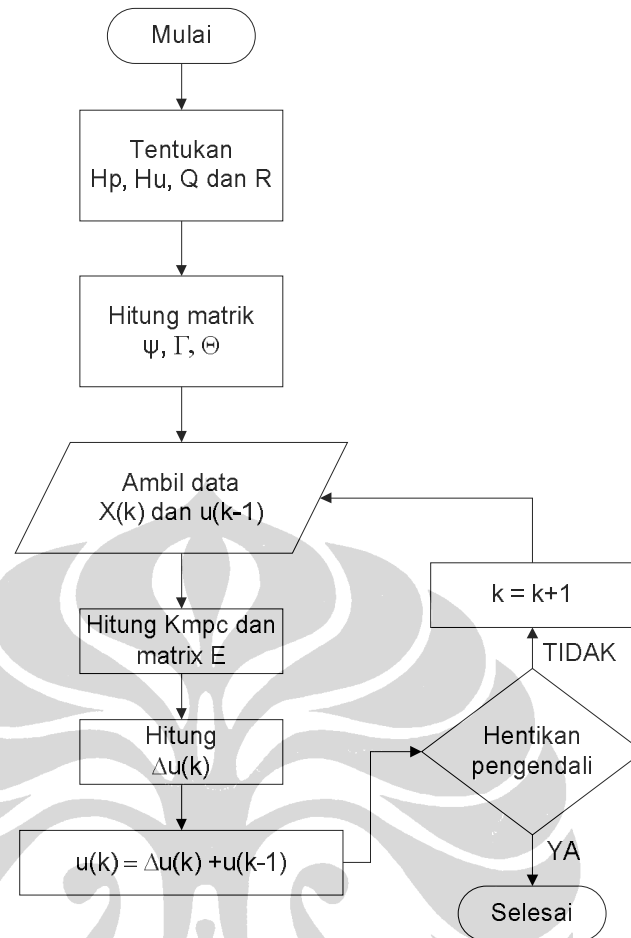 Mulai
Tentukan
Hp, Hu, Q dan R
Hitung matrik
ψ, Γ, Θ
Ambil data
X(k) dan u(k-1)
Hitung Kmpc dan
matrix E
Hitung
Δu(k)
u(k) = Δu(k) +u(k-1)
k = k+1
TIDAK
Hentikan
pengendali
YA
Selesai